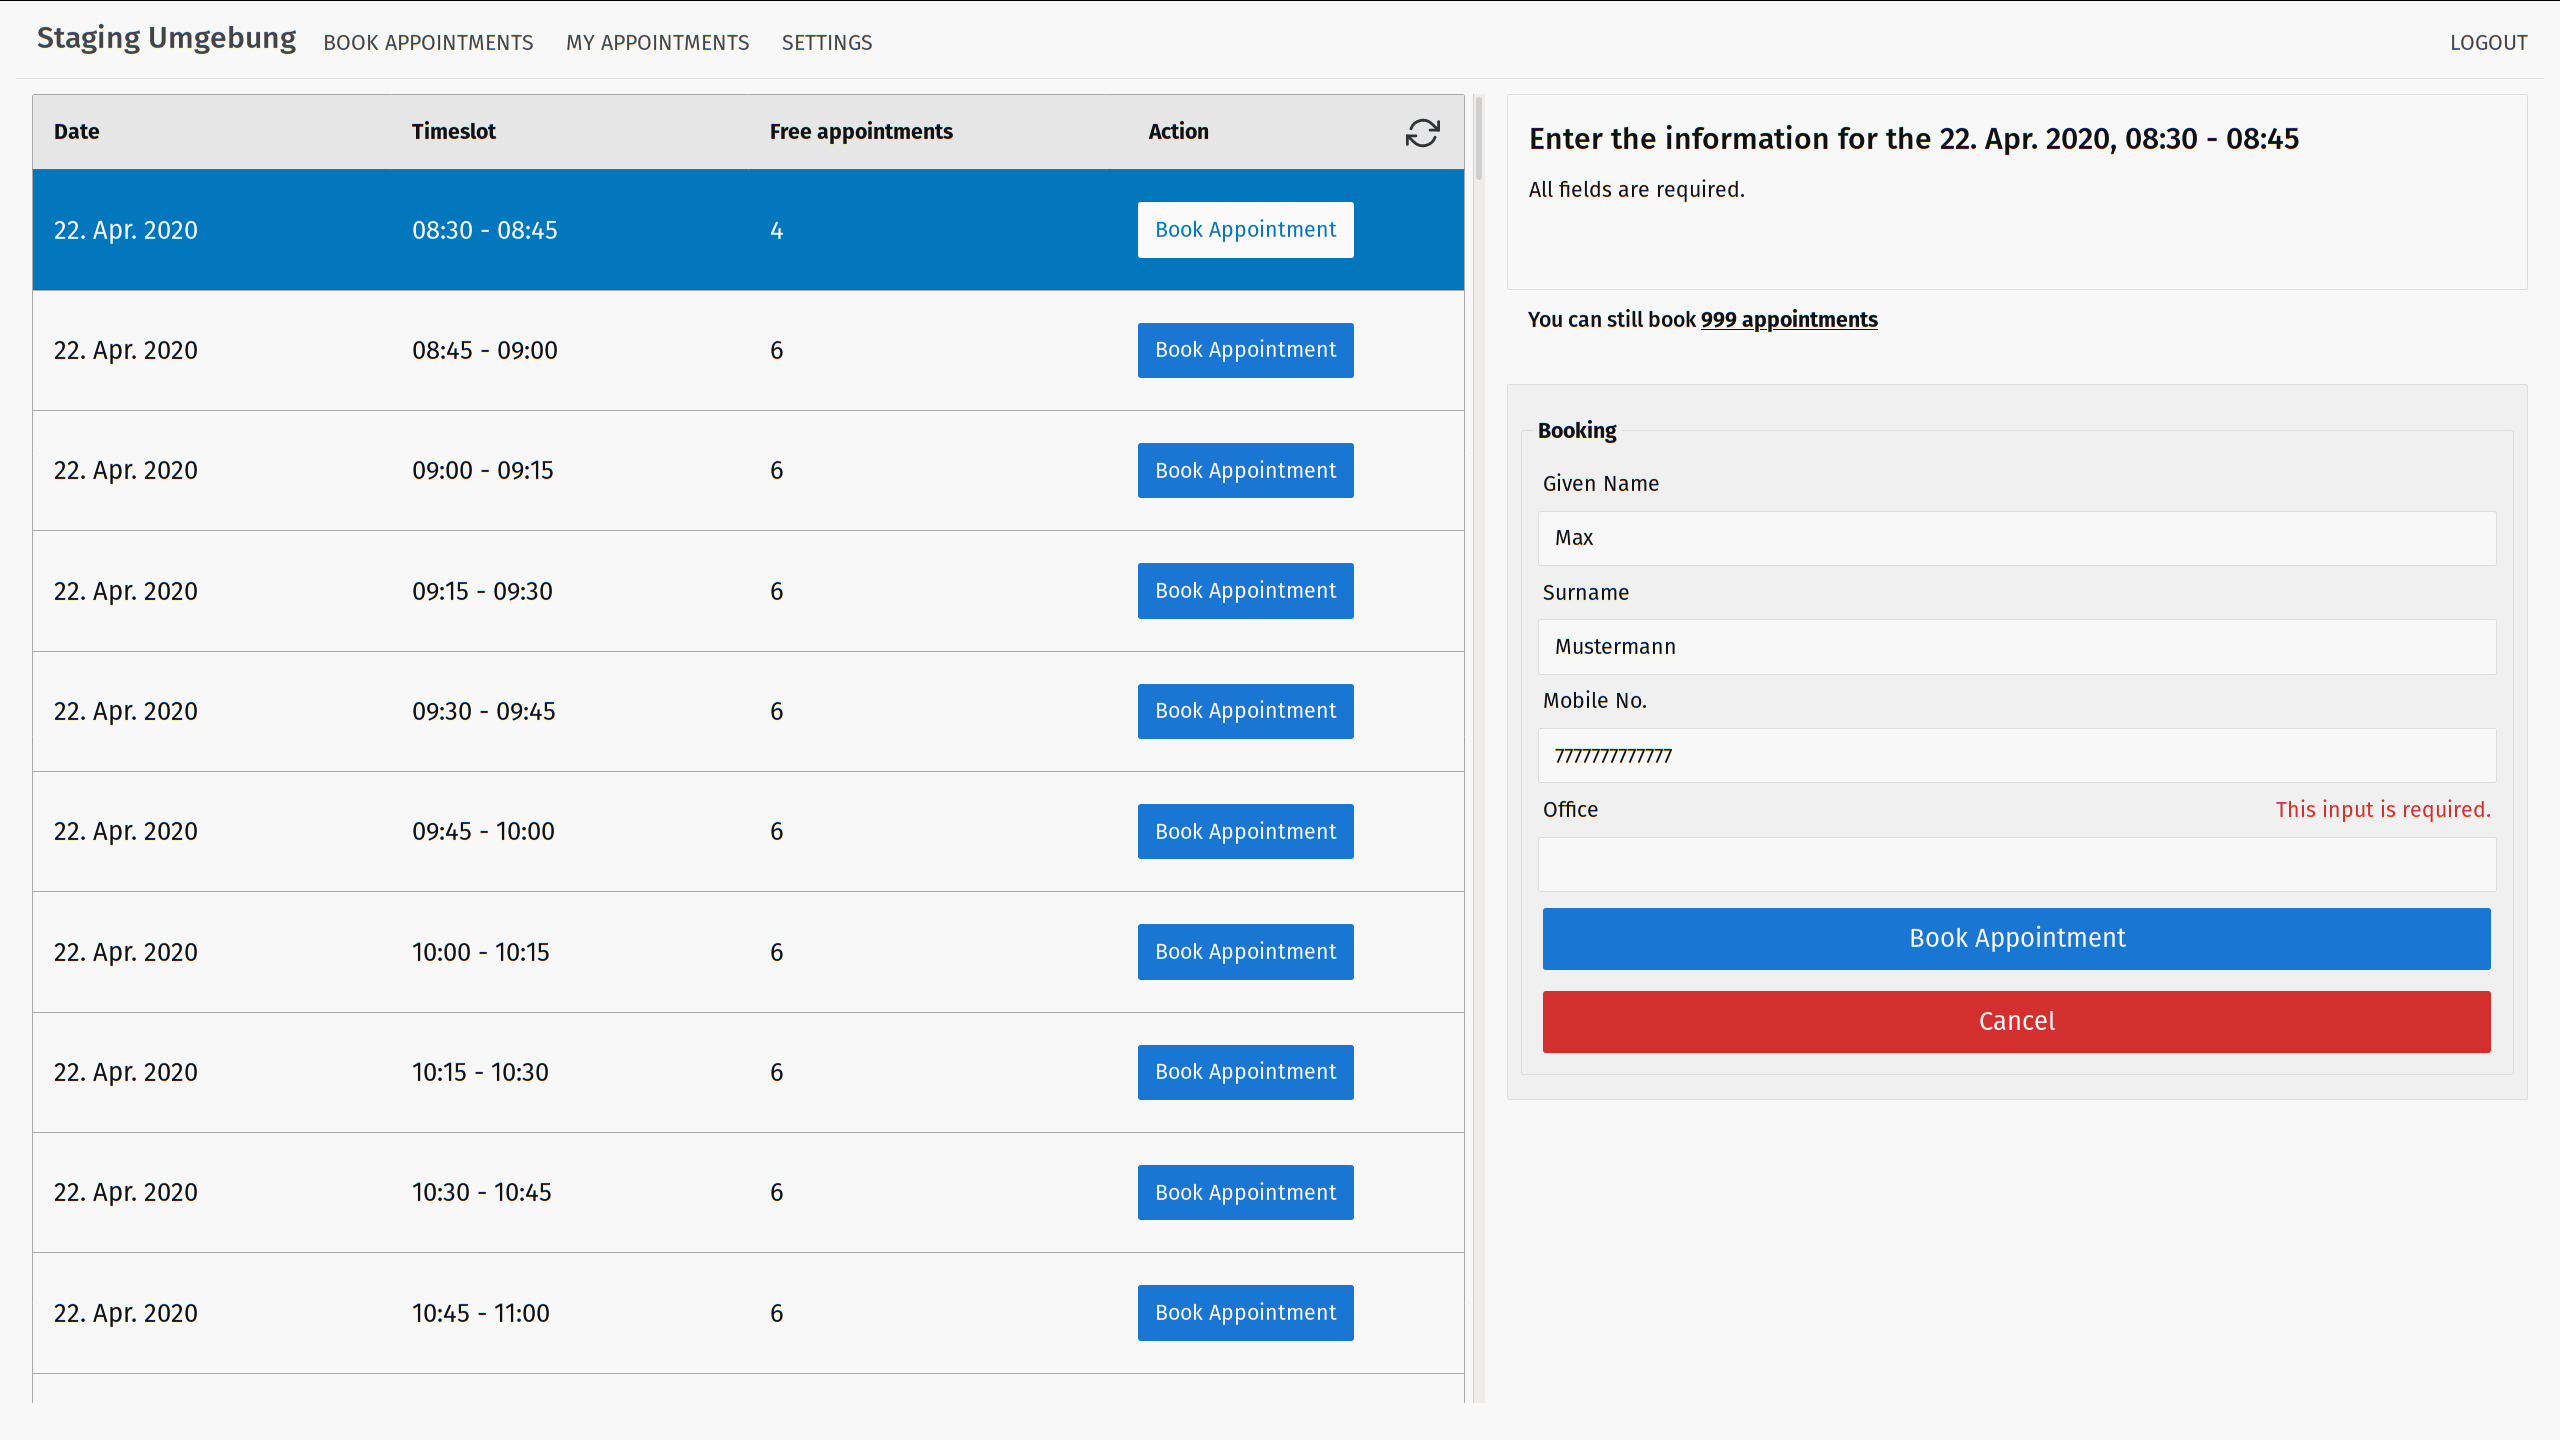 Staging Umgebung BOOK APPOINTMENTS MY APPOINTMENTS SETTINGS LOGOUT
Date Timeslot Free appointments Action
22. Apr. 2020 08:30 - 08:45 4 Book Appointment
22. Apr. 2020 08:45 - 09:00 6 Book Appointment
22. Apr. 2020 09:00 - 09:15 6 Book Appointment
22. Apr. 2020 09:15 - 09:30 6 Book Appointment
22. Apr. 2020 09:30 - 09:45 6 Book Appointment
22. Apr. 2020 09:45 - 10:00 6 Book Appointment
22. Apr. 2020 10:00 - 10:15 6 Book Appointment
22. Apr. 2020 10:15 - 10:30 6 Book Appointment
22. Apr. 2020 10:30 - 10:45 6 Book Appointment
22. Apr. 2020 10:45 - 11:00 6 Book Appointment
Enter the information for the 22. Apr. 2020, 08:30 - 08:45
All fields are required.
You can still book 999 appointments
Booking
Given Name
Max
Surname
Mustermann
Mobile No.
7777777777777
Office This input is required.
Book Appointment
Cancel